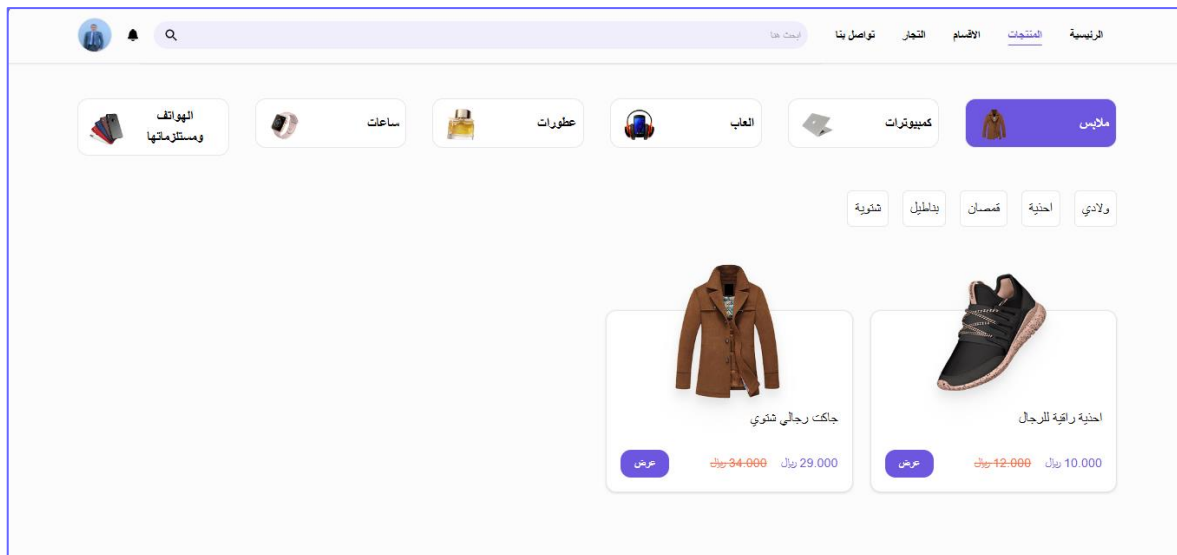 الرئيسية المنتجات الاقسام التجار تواصل بنا ابحث هنا
ملابس كمبيوترات العاب عطورات ساعات الهواتف
ومستلزماتها
ولادي احذية قمصان بناطيل شتوية
احذية راقية للرجال
10.000 ريال 12.000 ريال عرض
جاكت رجالي شتوي
29.000 ريال 34.000 ريال عرض